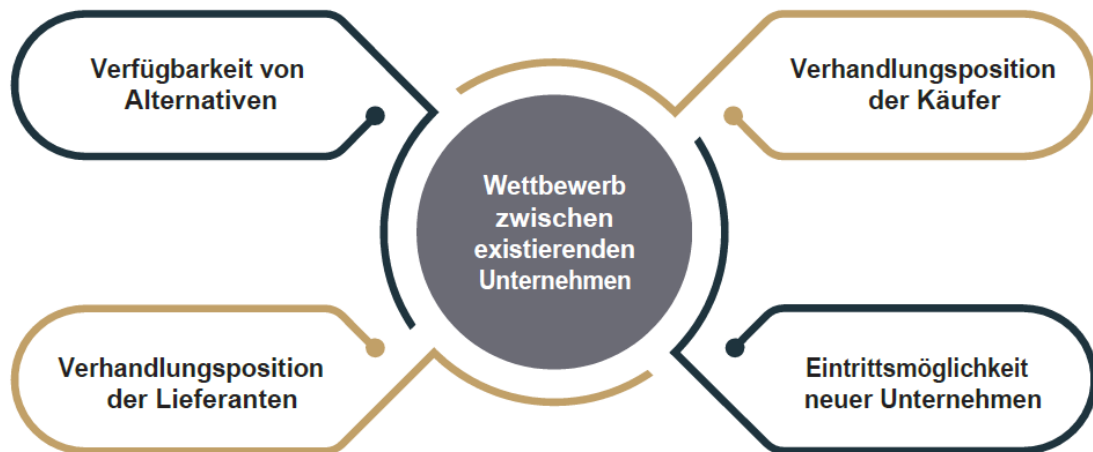 Verfügbarkeit von
Alternativen
Verhandlungsposition
der Käufer
Wettbewerb
zwischen
existierenden
Unternehmen
Verhandlungsposition
der Lieferanten
Eintrittsmöglichkeit
neuer Unternehmen